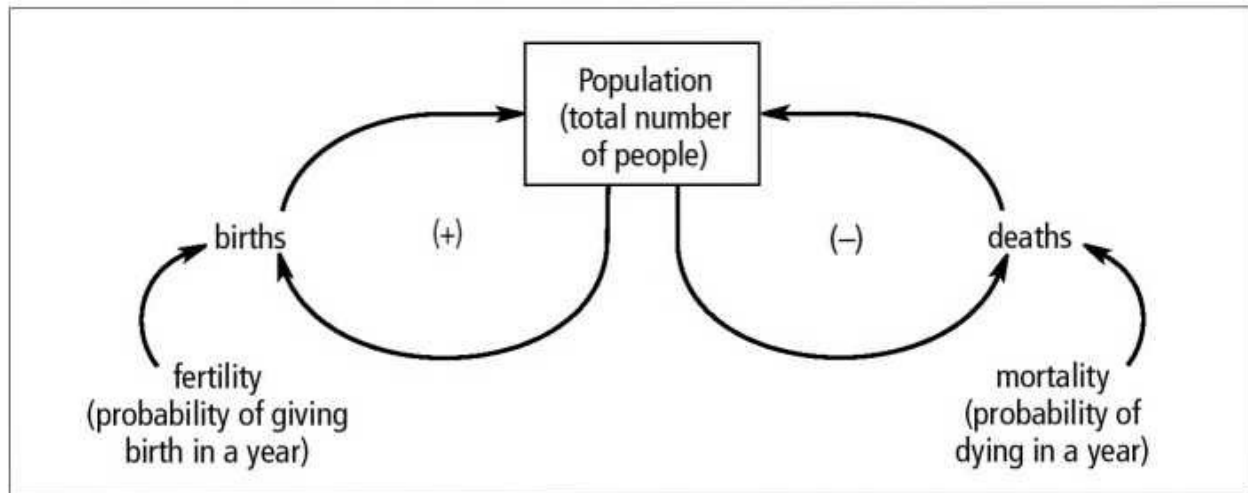 Population
(total number
of people)
(+)
(–)
births
deaths
fertility
(probability of giving
birth in a year)
mortality
(probability of
dying in a year)